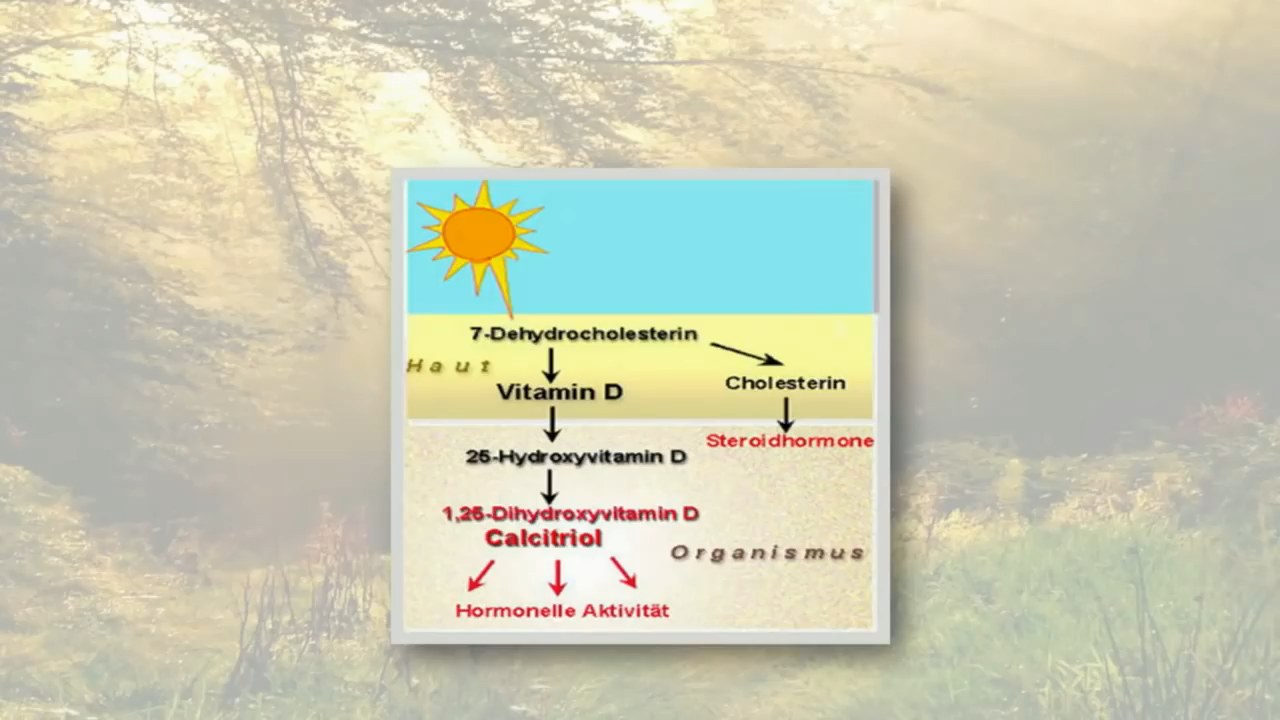 7-Dehydrocholesterin
Haut
Vitamin D
Cholesterin
Steroidhormone
25-Hydroxyvitamin D
1,25-Dihydroxyvitamin D
Calcitriol
Organismus
Hormonelle Aktivität